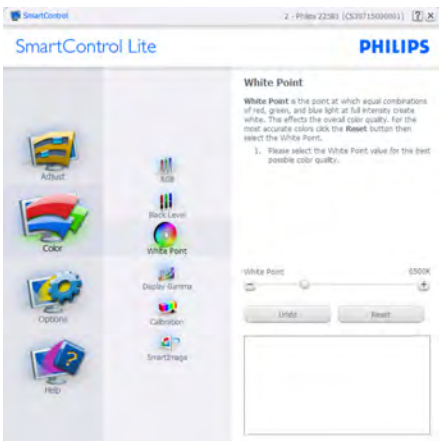 SmartControl
2 - Philips 225B1 (CS30715000001)
SmartControl Lite
PHILIPS
White Point
White Point is the point at which equal combinations
of red, green, and blue light at full intensity create
white. This effects the overall color quality. For the
most accurate colors click the Reset button then
select the White Point.
1. Please select the White Point value for the best
possible color quality.
Adjust
Color
Options
Help
RGB
Black Level
White Point
Display Gamma
Calibration
SmartImage
White Point 6500K
Undo Reset